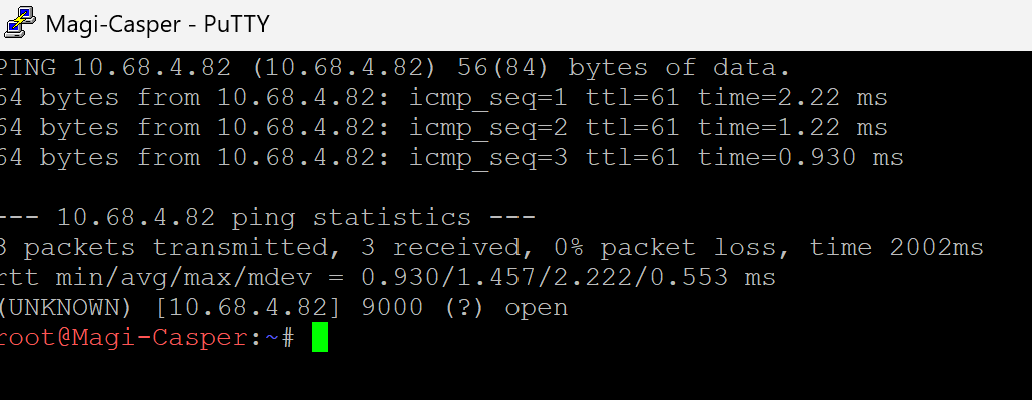 Magi-Casper - PuTTY
PING 10.68.4.82 (10.68.4.82) 56(84) bytes of data.
64 bytes from 10.68.4.82: icmp_seq=1 ttl=61 time=2.22 ms
64 bytes from 10.68.4.82: icmp_seq=2 ttl=61 time=1.22 ms
64 bytes from 10.68.4.82: icmp_seq=3 ttl=61 time=0.930 ms
--- 10.68.4.82 ping statistics ---
3 packets transmitted, 3 received, 0% packet loss, time 2002ms
rtt min/avg/max/mdev = 0.930/1.457/2.222/0.553 ms
(UNKNOWN) [10.68.4.82] 9000 (?) open
root@Magi-Casper:~#